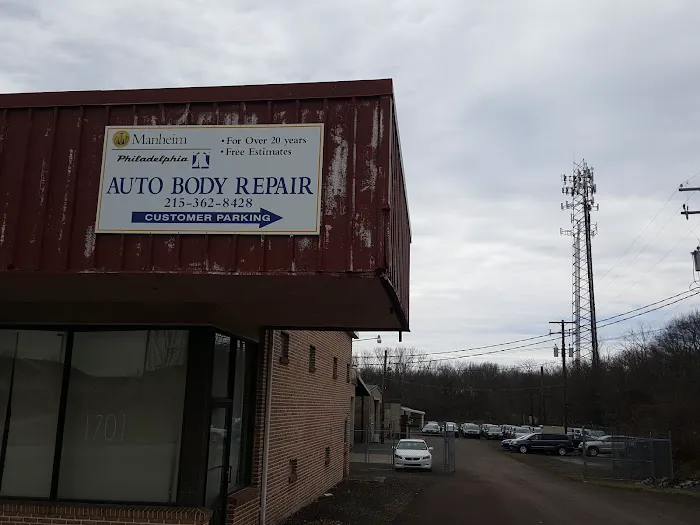 Manheim
Philadelphia
• For Over 20 years
• Free Estimates
AUTO BODY REPAIR
215-362-8428
CUSTOMER PARKING
1701